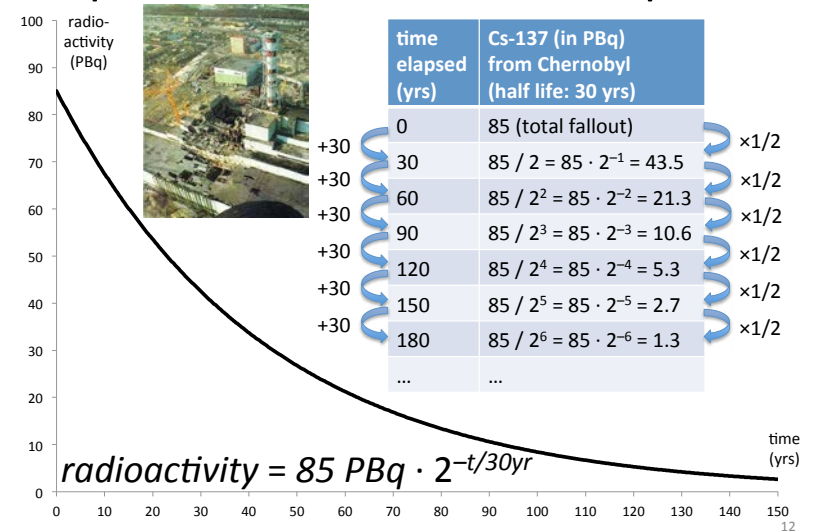 100
radio-
activity
(PBq)
90
80
70
60
50
40
30
20
10
0
time
elapsed
(yrs)
Cs-137 (in PBq)
from Chernobyl
(half life: 30 yrs)
0
85 (total fallout)
30
85 / 2 = 85 · 2⁻¹ = 43.5
60
85 / 2² = 85 · 2⁻² = 21.3
90
85 / 2³ = 85 · 2⁻³ = 10.6
120
85 / 2⁴ = 85 · 2⁻⁴ = 5.3
150
85 / 2⁵ = 85 · 2⁻⁵ = 2.7
180
85 / 2⁶ = 85 · 2⁻⁶ = 1.3
...
...
+30
+30
+30
+30
+30
+30
×1/2
×1/2
×1/2
×1/2
×1/2
×1/2
radioactivity = 85 PBq · 2^–t/30yr
time
(yrs)
0 10 20 30 40 50 60 70 80 90 100 110 120 130 140 150
12